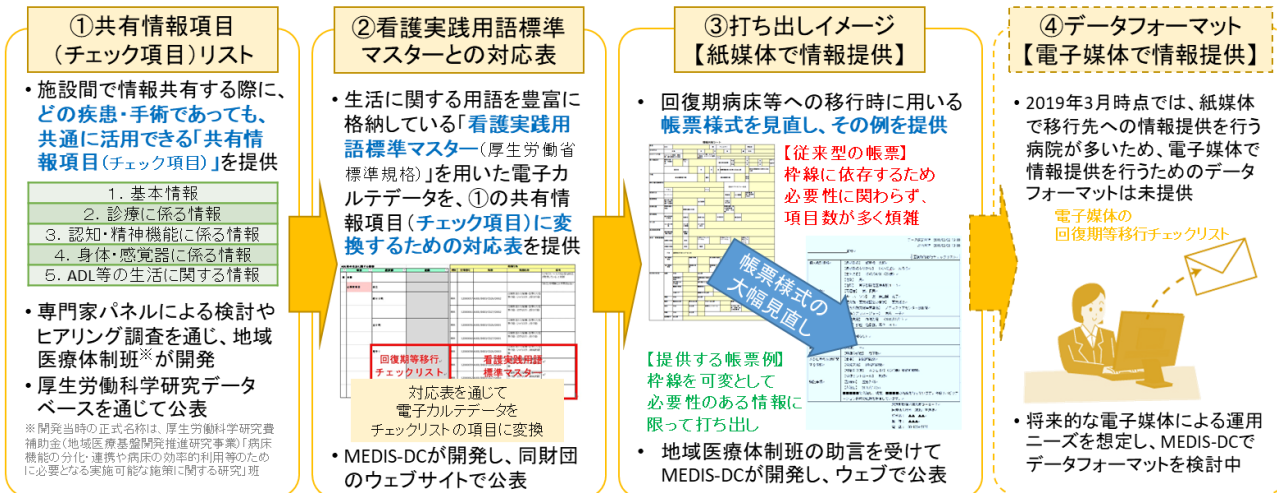 ①共有情報項目
（チェック項目）リスト
• 施設間で情報共有する際に、
どの疾患・手術であっても、
共通に活用できる「共有情
報項目（チェック項目）」を提供
1. 基本情報
2. 診療に係る情報
3. 認知・精神機能に係る情報
4. 身体・感覚器に係る情報
5. ADL等の生活に関する情報
• 専門家パネルによる検討や
ヒアリング調査を通じ、地域
医療体制班※が開発
• 厚生労働科学研究データ
ベースを通じて公表
※開発当時の正式名称は、厚生労働科学研究費
補助金（地域医療基盤開発推進研究事業）「病床
機能の分化・連携や病床の効率的利用等のため
に必要となる実施可能な施策に関する研究」班
②看護実践用語標準
マスターとの対応表
• 生活に関する用語を豊富に
格納している「看護実践用
語標準マスター（厚生労働省
標準規格）」を用いた電子カ
ルテデータを、①の共有情
報項目（チェック項目）に変
換するための対応表を提供
回復期等移行
チェックリスト
看護実践用語
標準マスター
対応表を通じて
電子カルテデータを
チェックリストの項目に変換
• MEDIS-DCが開発し、同財団
のウェブサイトで公表
③打ち出しイメージ
【紙媒体で情報提供】
• 回復期病床等への移行時に用いる
帳票様式を見直し、その例を提供
【従来型の帳票】
枠線に依存するため
必要性に関わらず、
項目数が多く煩雑
帳票様式の
大幅見直し
【提供する帳票例】
枠線を可変として
必要性のある情報に
限って打ち出し
• 地域医療体制班の助言を受けて
MEDIS-DCが開発し、ウェブで公表
④データフォーマット
【電子媒体で情報提供】
• 2019年3月時点では、紙媒体
で移行先への情報提供を行う
病院が多いため、電子媒体で
情報提供を行うためのデータ
フォーマットは未提供
電子媒体の
回復期等移行チェックリスト
• 将来的な電子媒体による運用
ニーズを想定し、MEDIS-DCで
データフォーマットを検討中